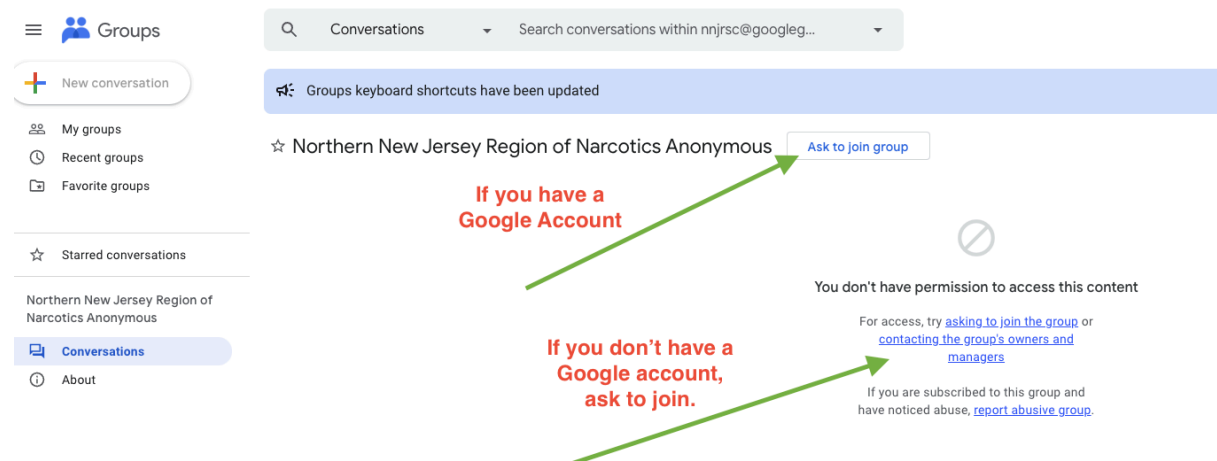 Groups
Conversations
Search conversations within nnjrsc@googleg...
New conversation
Groups keyboard shortcuts have been updated
My groups
Recent groups
Favorite groups
Starred conversations
Northern New Jersey Region of
Narcotics Anonymous
Conversations
About
Northern New Jersey Region of Narcotics Anonymous
Ask to join group
If you have a
Google Account
You don't have permission to access this content
For access, try asking to join the group or
contacting the group's owners and
managers
If you don’t have a
Google account,
ask to join.
If you are subscribed to this group and
have noticed abuse, report abusive group.